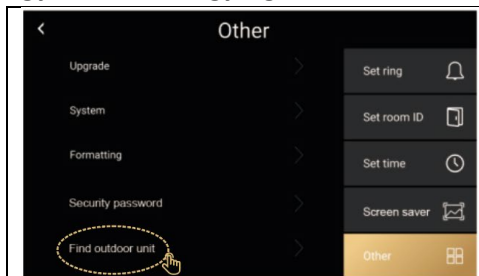 Other
Upgrade
System
Formatting
Security password
Find outdoor unit
Set ring
Set room ID
Set time
Screen saver
Other